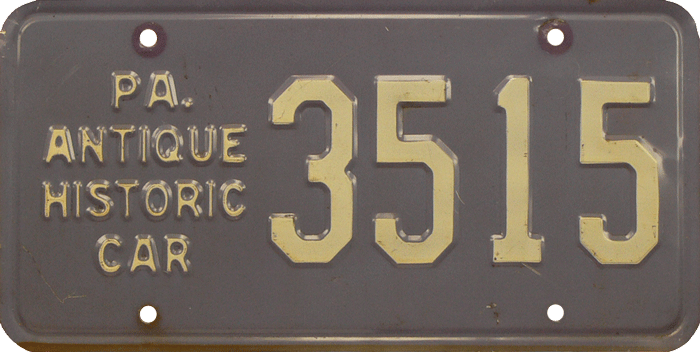 PA.
ANTIQUE
HISTORIC
CAR
3515